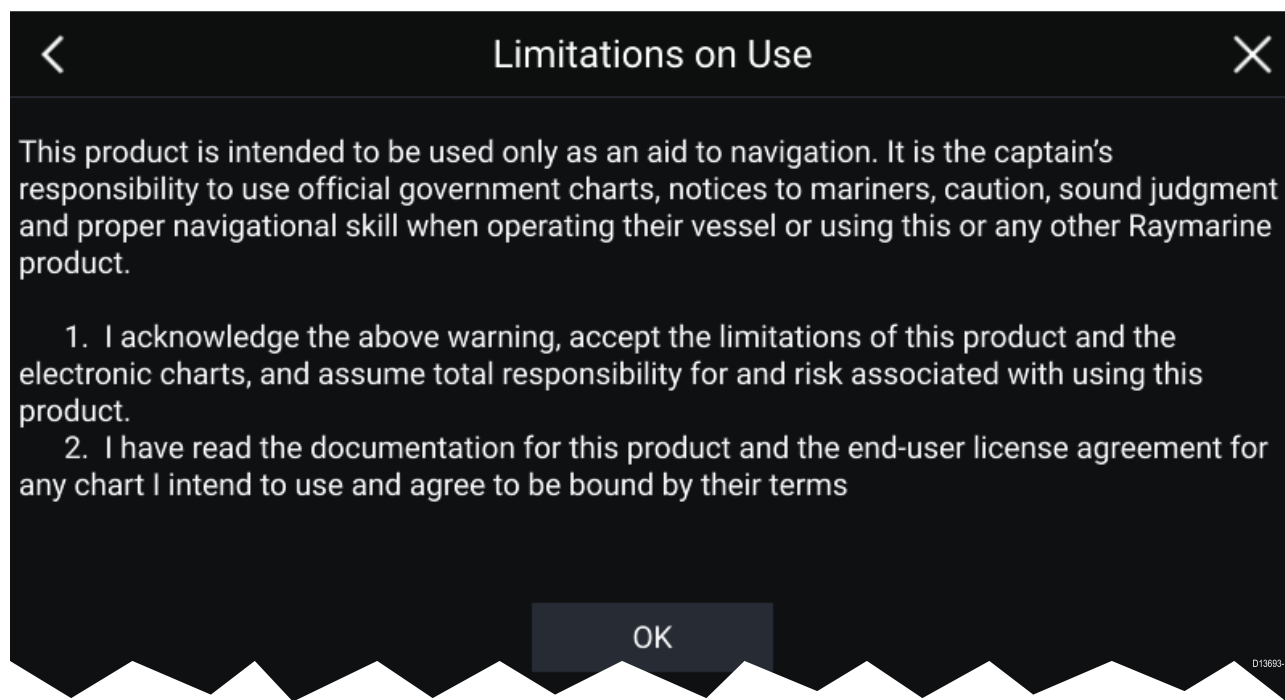 Limitations on Use
This product is intended to be used only as an aid to navigation. It is the captain’s
responsibility to use official government charts, notices to mariners, caution, sound judgment
and proper navigational skill when operating their vessel or using this or any other Raymarine
product.
1. I acknowledge the above warning, accept the limitations of this product and the
electronic charts, and assume total responsibility for and risk associated with using this
product.
2. I have read the documentation for this product and the end-user license agreement for
any chart I intend to use and agree to be bound by their terms
OK
D13693-